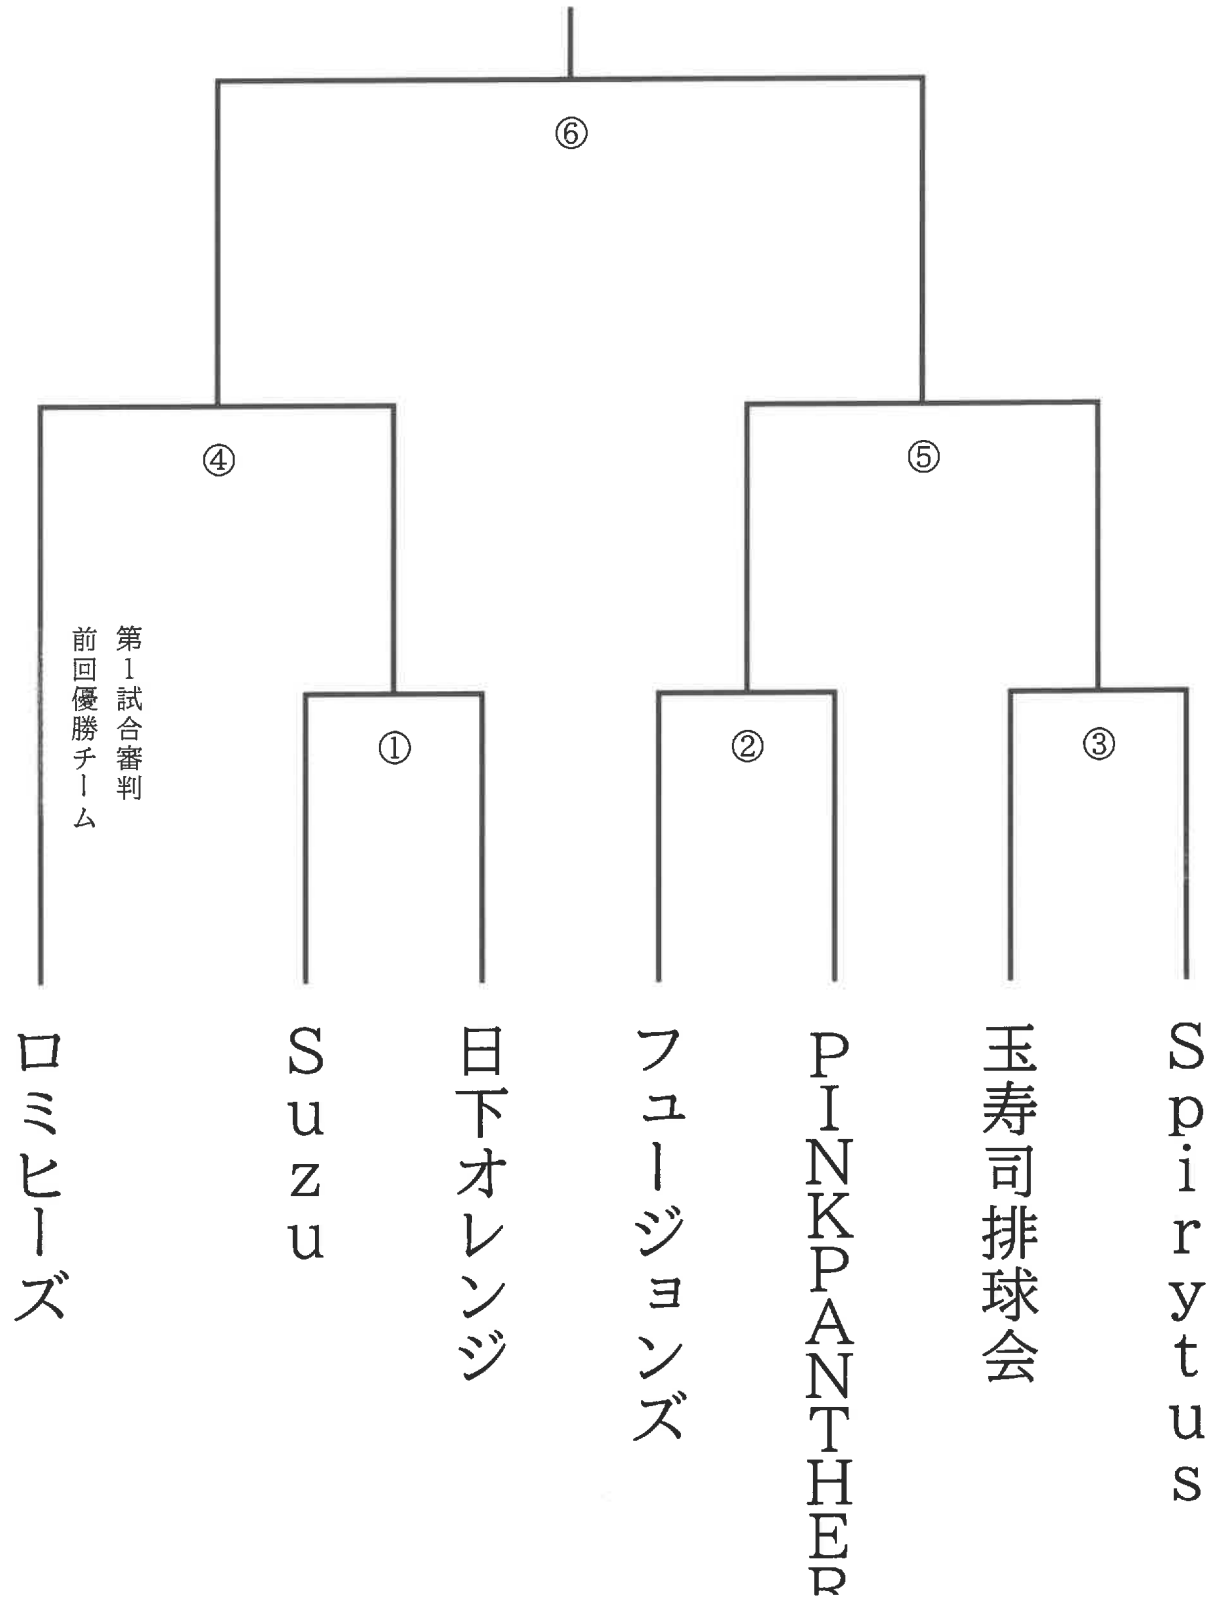 ⑥
④
⑤
第1試合審判
前回優勝チーム
①
②
③
ロミヒーズ
Suzu
日下オレンジ
フュージョンズ
PINKPANTHER
玉寿司排球会
Spirytus